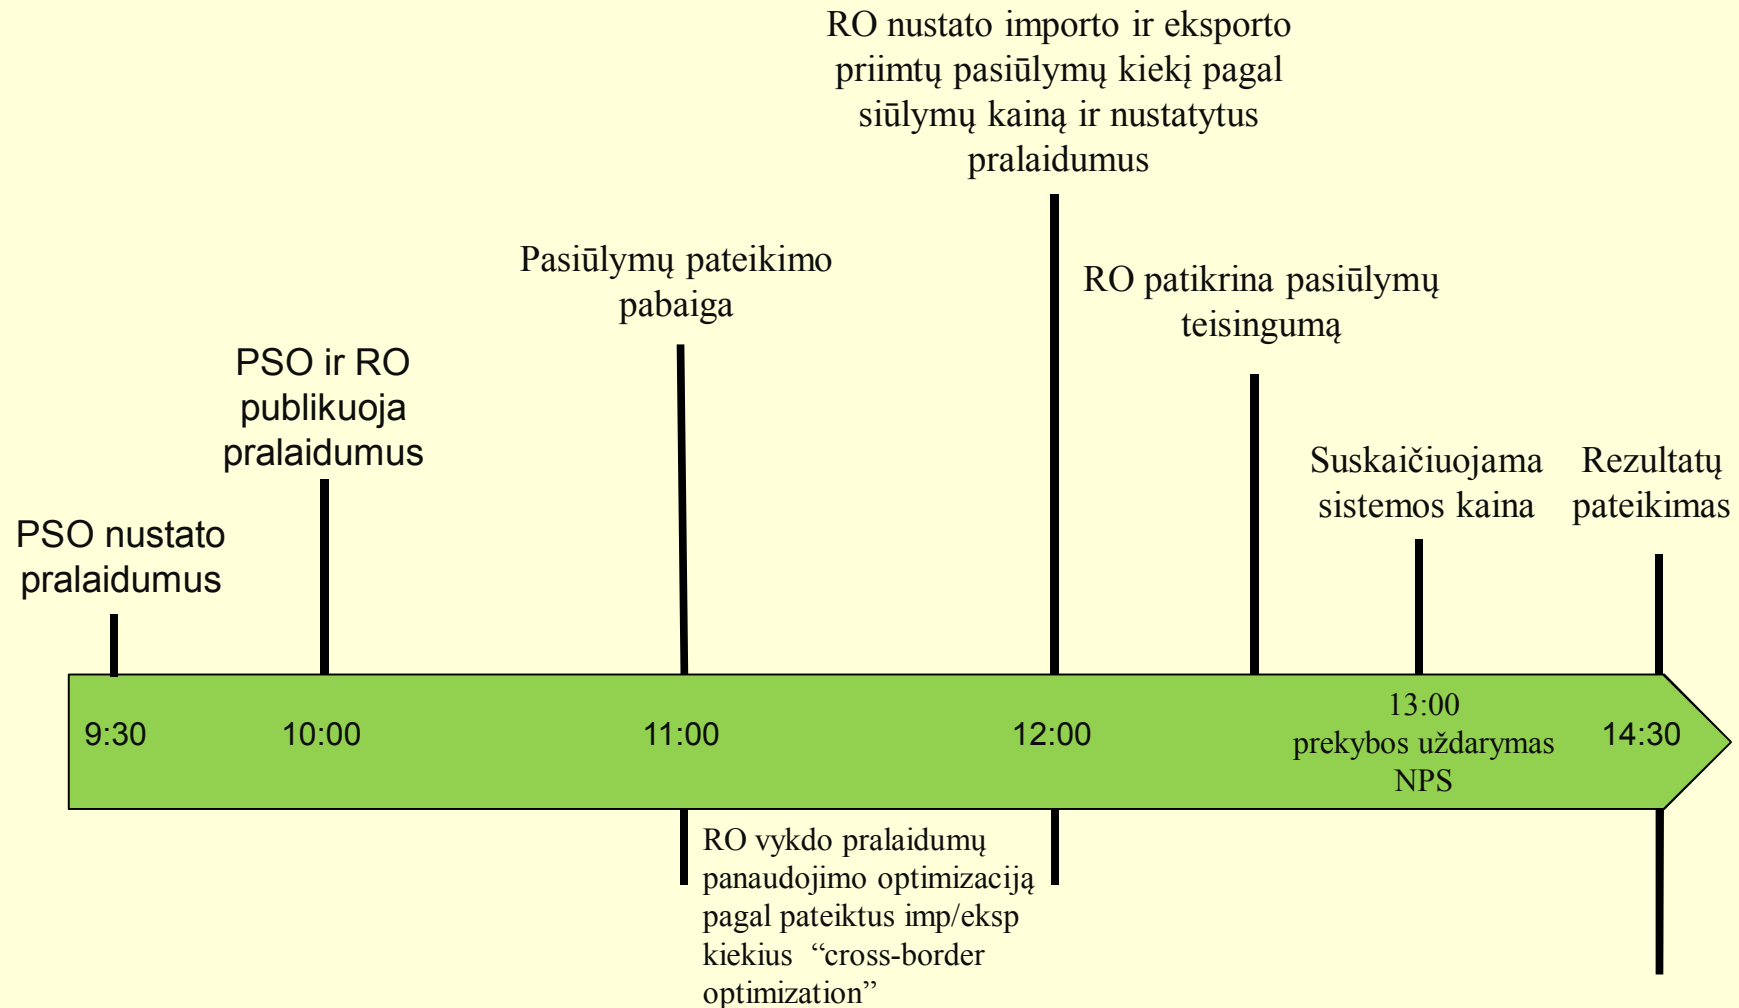 RO nustato importo ir eksporto
priimtų pasiūlymų kiekį pagal
siūlymų kainą ir nustatytus
pralaidumus
Pasiūlymų pateikimo
pabaiga
RO patikrina pasiūlymų
teisingumą
PSO ir RO
publikuoja
pralaidumus
Suskaičiuojama
sistemos kaina
Rezultatų
pateikimas
PSO nustato
pralaidumus
9:30
10:00
11:00
12:00
13:00
prekybos uždarymas
NPS
14:30
RO vykdo pralaidumų
panaudojimo optimizaciją
pagal pateiktus imp/eksp
kiekius “cross-border
optimization”